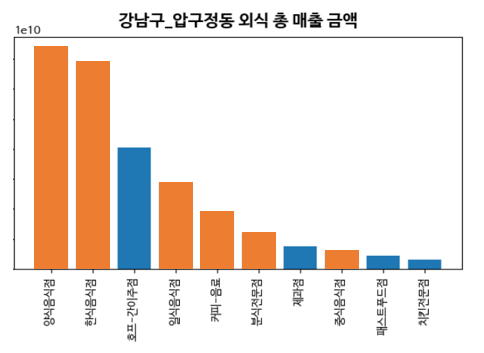 강남구_압구정동 외식 총 매출 금액
1e10
양식음식점
한식음식점
호프-간이주점
일식음식점
커피-음료
분식전문점
제과점
중식음식점
패스트푸드점
치킨전문점